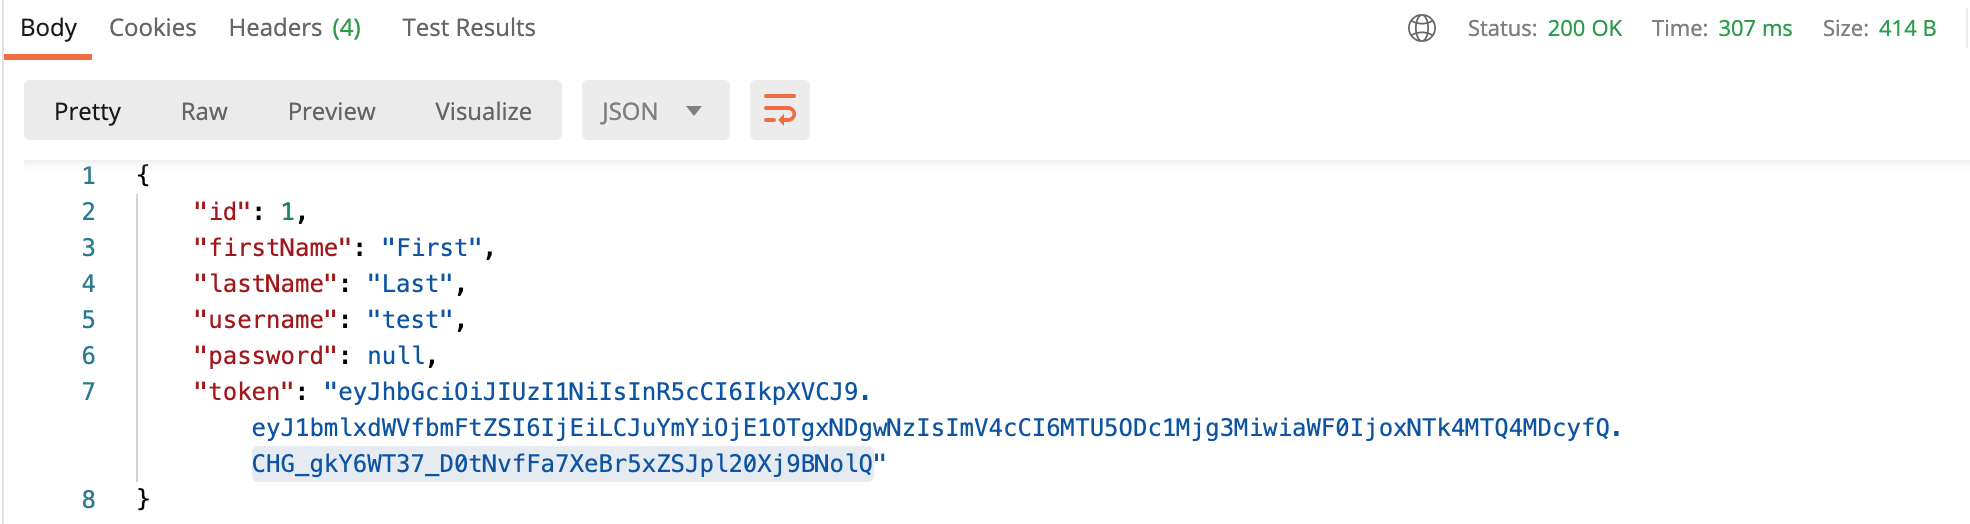 Body Cookies Headers (4) Test Results Status: 200 OK Time: 307 ms Size: 414 B
Pretty Raw Preview Visualize JSON
1 {
2 "id": 1,
3 "firstName": "First",
4 "lastName": "Last",
5 "username": "test",
6 "password": null,
7 "token": "eyJhbGciOiJIUzI1NiIsInR5cCI6IkpXVCJ9.
eyJ1bmlxdWVfbmFtZSI6IjEiLCJuYmYiOjE1OTgxNDgwNzIsImV4cCI6MTU5ODc1Mjg3MiwiaWF0IjoxNTk4MTQ4MDcyfQ.
CHG_gkY6WT37_D0tNvfFa7XeBr5xZSJpl20Xj9BNolQ"
8 }